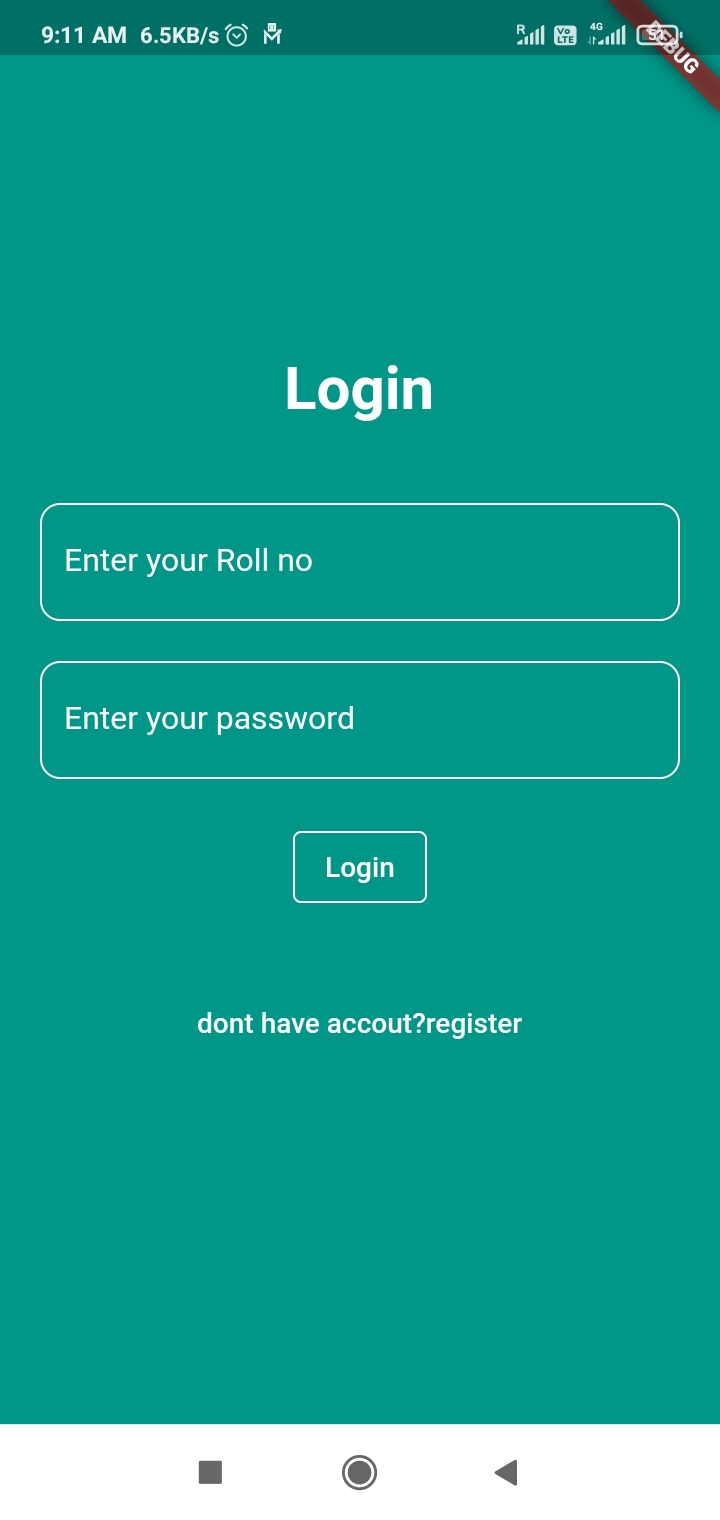 9:11 AM 6.5KB/s R Vo LTE 4G 51
DEBUG
Login
Enter your Roll no
Enter your password
Login
dont have accout?register